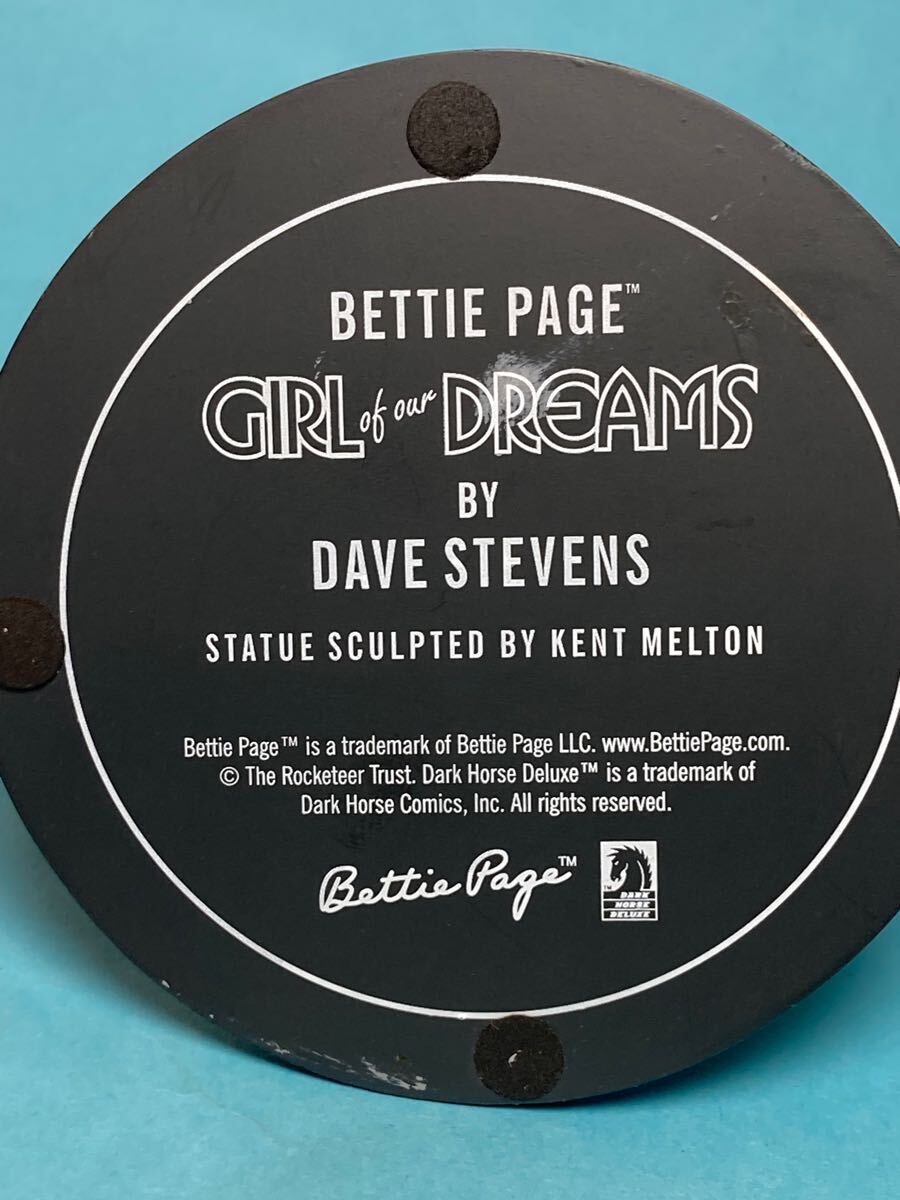 BETTIE PAGE™
GIRL of our DREAMS
BY
DAVE STEVENS
STATUE SCULPTED BY KENT MELTON
Bettie Page™ is a trademark of Bettie Page LLC. www.BettiePage.com.
© The Rocketeer Trust. Dark Horse Deluxe™ is a trademark of
Dark Horse Comics, Inc. All rights reserved.
Bettie Page™
DARK
HORSE
DELUXE